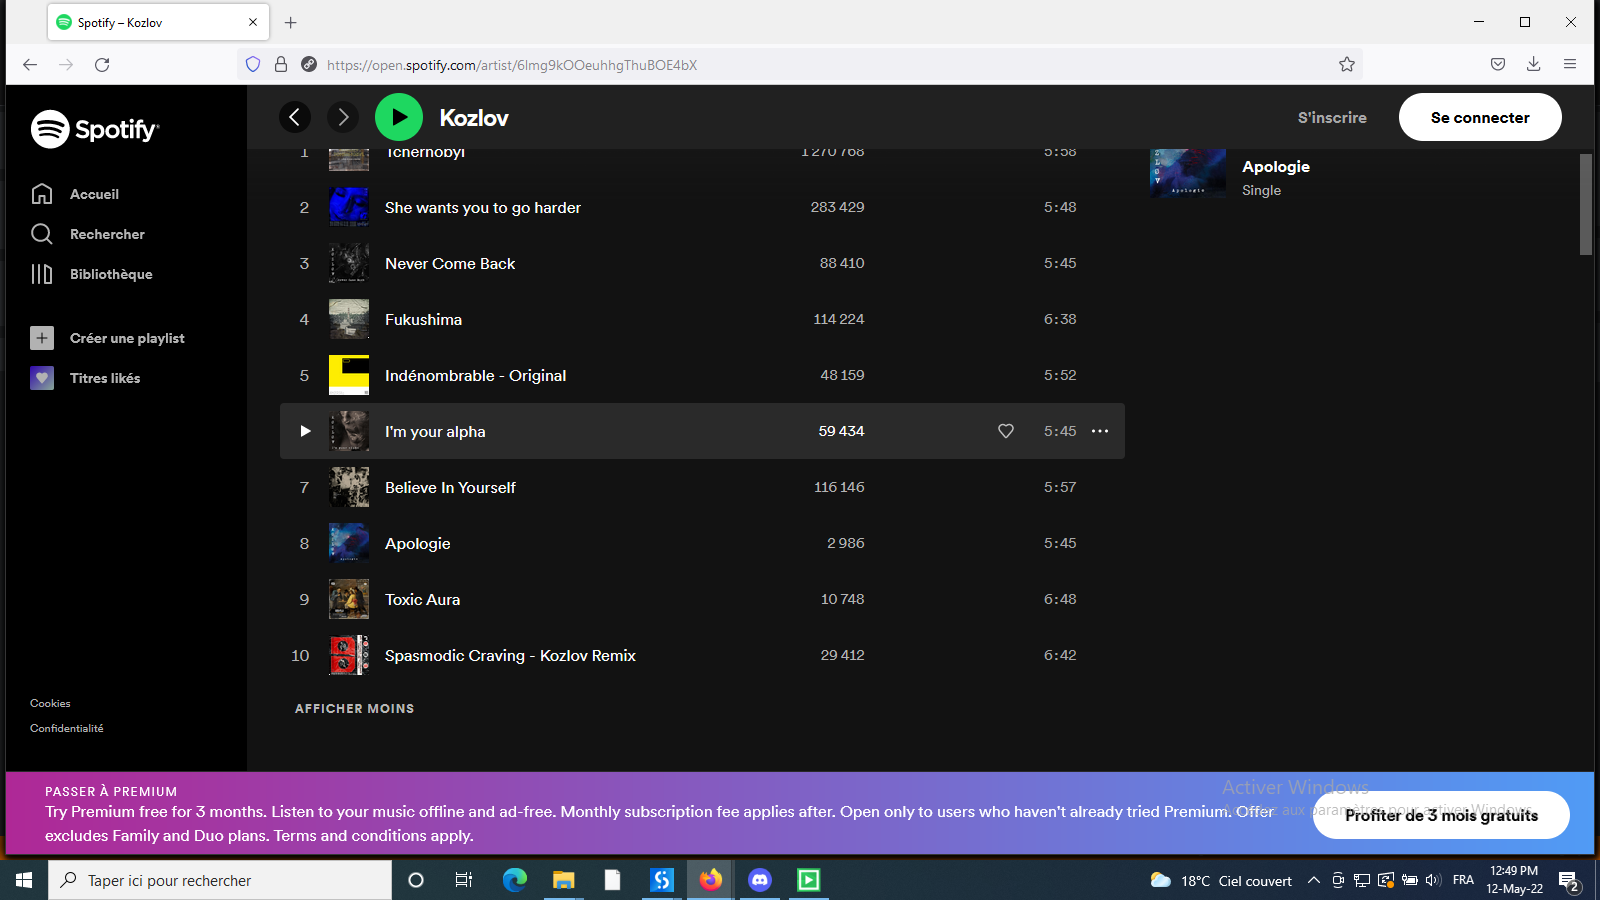 Spotify – Kozlov
https://open.spotify.com/artist/6lmg9kOOeuhhgThuBOE4bX
Spotify
Kozlov
S'inscrire
Se connecter
Accueil
Rechercher
Bibliothèque
Créer une playlist
Titres likés
Cookies
Confidentialité
1 Tchernobyl 1 270 768 5:58
2 She wants you to go harder 283 429 5:48
3 Never Come Back 88 410 5:45
4 Fukushima 114 224 6:38
5 Indénombrable - Original 48 159 5:52
I'm your alpha 59 434 5:45
7 Believe In Yourself 116 146 5:57
8 Apologie 2 986 5:45
9 Toxic Aura 10 748 6:48
10 Spasmodic Craving - Kozlov Remix 29 412 6:42
AFFICHER MOINS
Apologie
Apologie
Single
PASSER À PREMIUM
Try Premium free for 3 months. Listen to your music offline and ad-free. Monthly subscription fee applies after. Open only to users who haven't already tried Premium. Offer
excludes Family and Duo plans. Terms and conditions apply.
Activer Windows
aux paramètres pour activer Windows.
Profiter de 3 mois gratuits
Taper ici pour rechercher
18°C Ciel couvert
FRA
12:49 PM
12-May-22
2